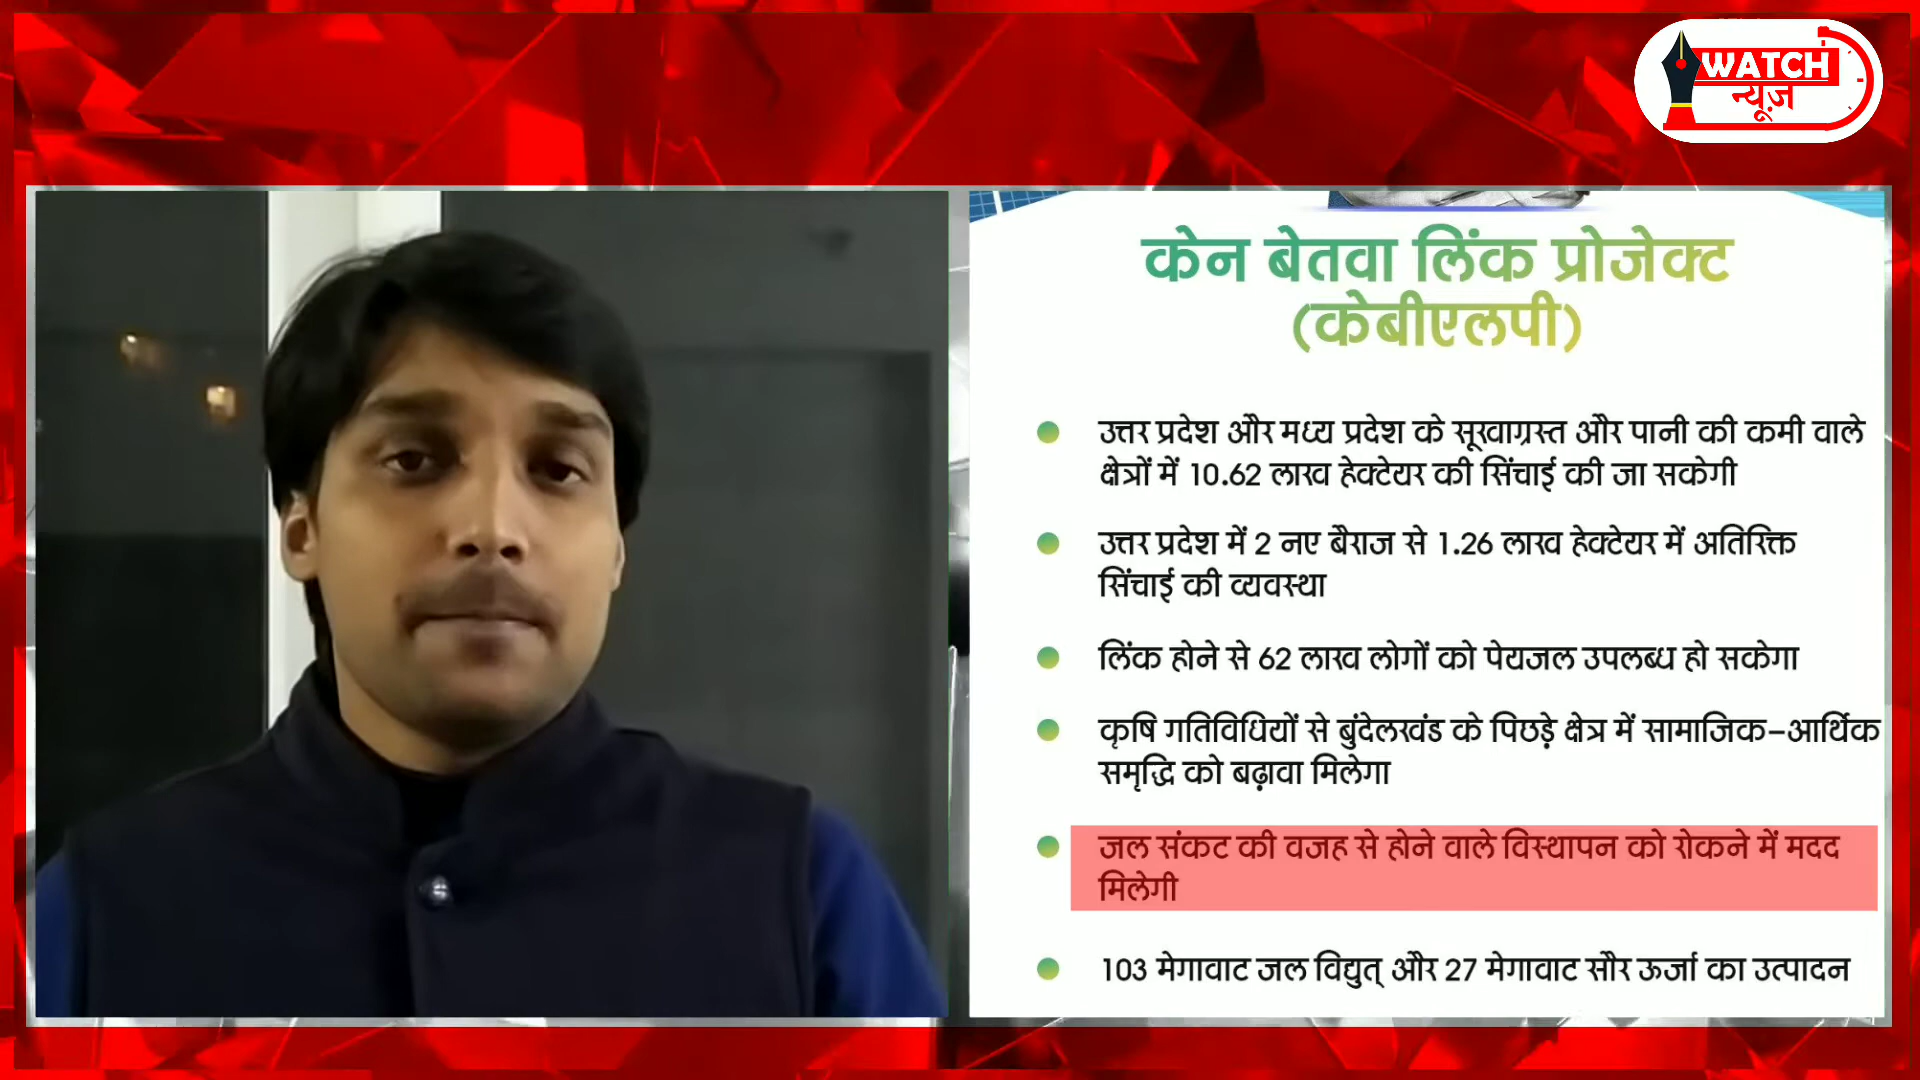 WATCH
न्यूज़
केन बेतवा लिंक प्रोजेक्ट
(केबीएलपी)
उत्तर प्रदेश और मध्य प्रदेश के सूखाग्रस्त और पानी की कमी वाले
क्षेत्रों में 10.62 लाख हेक्टेयर की सिंचाई की जा सकेगी
उत्तर प्रदेश में 2 नए बैराज से 1.26 लाख हेक्टेयर में अतिरिक्त
सिंचाई की व्यवस्था
लिंक होने से 62 लाख लोगों को पेयजल उपलब्ध हो सकेगा
कृषि गतिविधियों से बुंदेलखंड के पिछड़े क्षेत्र में सामाजिक-आर्थिक
समृद्धि को बढ़ावा मिलेगा
जल संकट की वजह से होने वाले विस्थापन को रोकने में मदद
मिलेगी
103 मेगावाट जल विद्युत् और 27 मेगावाट सौर ऊर्जा का उत्पादन